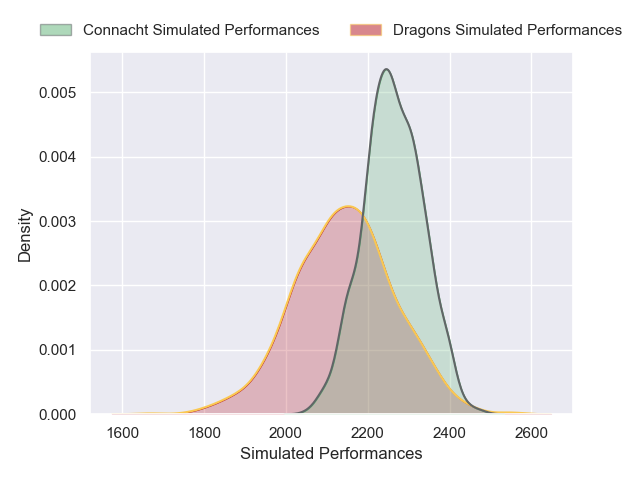 Connacht Simulated Performances Dragons Simulated Performances
0.005
0.004
0.003
0.002
0.001
0.000
Density
1600 1800 2000 2200 2400 2600
Simulated Performances